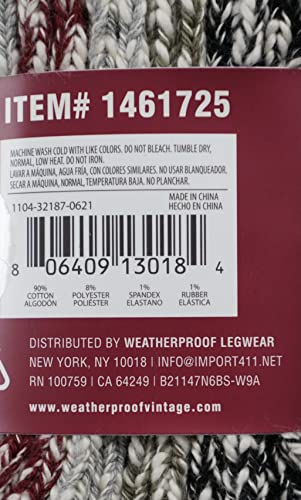 ITEM# 1461725
MACHINE WASH COLD WITH LIKE COLORS. DO NOT BLEACH. TUMBLE DRY,
NORMAL, LOW HEAT. DO NOT IRON.
LAVAR A MÁQUINA, AGUA FRÍA, CON COLORES SIMILARES. NO USAR BLANQUEADOR,
SECAR A MÁQUINA, NORMAL, TEMPERATURA BAJA. NO PLANCHAR.
1104-32187-0621
MADE IN CHINA
HECHO EN CHINA
8 06409 13018 4
90% 8% 1% 1%
COTTON POLYESTER SPANDEX RUBBER
ALGODÓN POLIÉSTER ELASTANO ELÁSTICA
DISTRIBUTED BY WEATHERPROOF LEGWEAR
NEW YORK, NY 10018 | INFO@IMPORT411.NET
RN 100759 | CA 64249 | B21147N6BS-W9A
www.weatherproofvintage.com